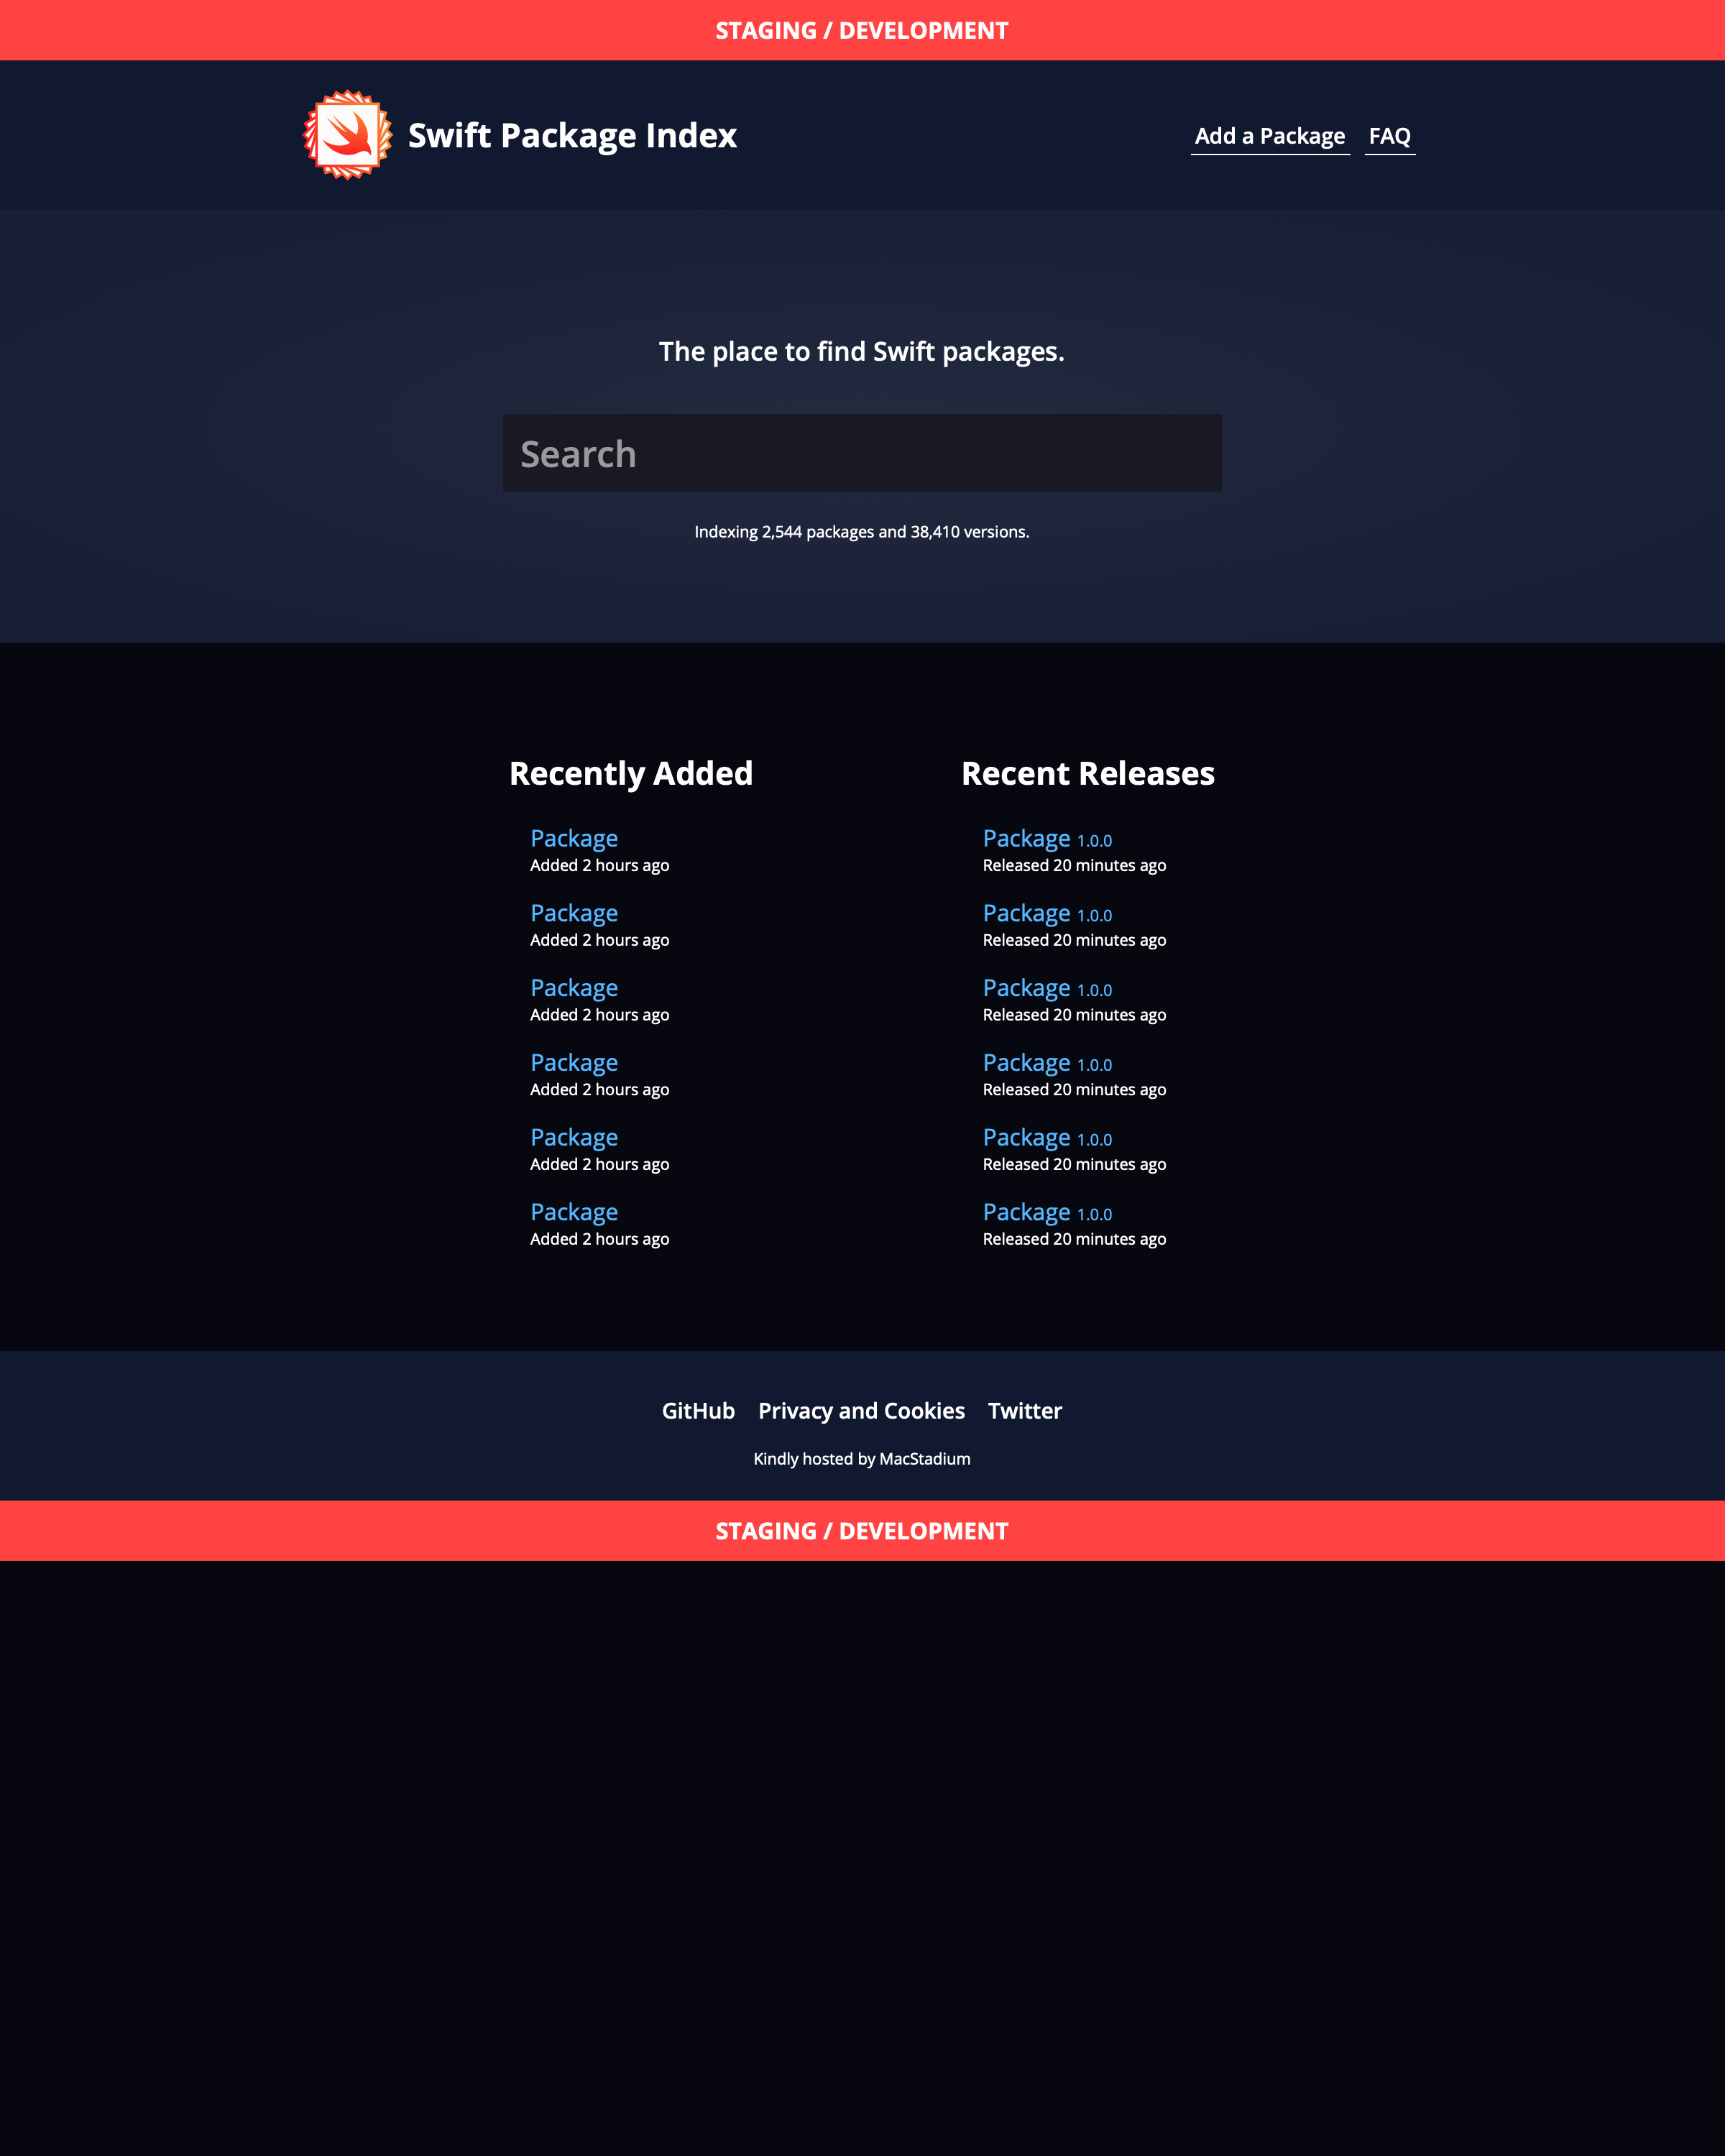 STAGING / DEVELOPMENT
Swift Package Index
Add a Package FAQ
The place to find Swift packages.
Search
Indexing 2,544 packages and 38,410 versions.
Recently Added
Package
Added 2 hours ago
Package
Added 2 hours ago
Package
Added 2 hours ago
Package
Added 2 hours ago
Package
Added 2 hours ago
Package
Added 2 hours ago
Recent Releases
Package 1.0.0
Released 20 minutes ago
Package 1.0.0
Released 20 minutes ago
Package 1.0.0
Released 20 minutes ago
Package 1.0.0
Released 20 minutes ago
Package 1.0.0
Released 20 minutes ago
Package 1.0.0
Released 20 minutes ago
GitHub Privacy and Cookies Twitter
Kindly hosted by MacStadium
STAGING / DEVELOPMENT